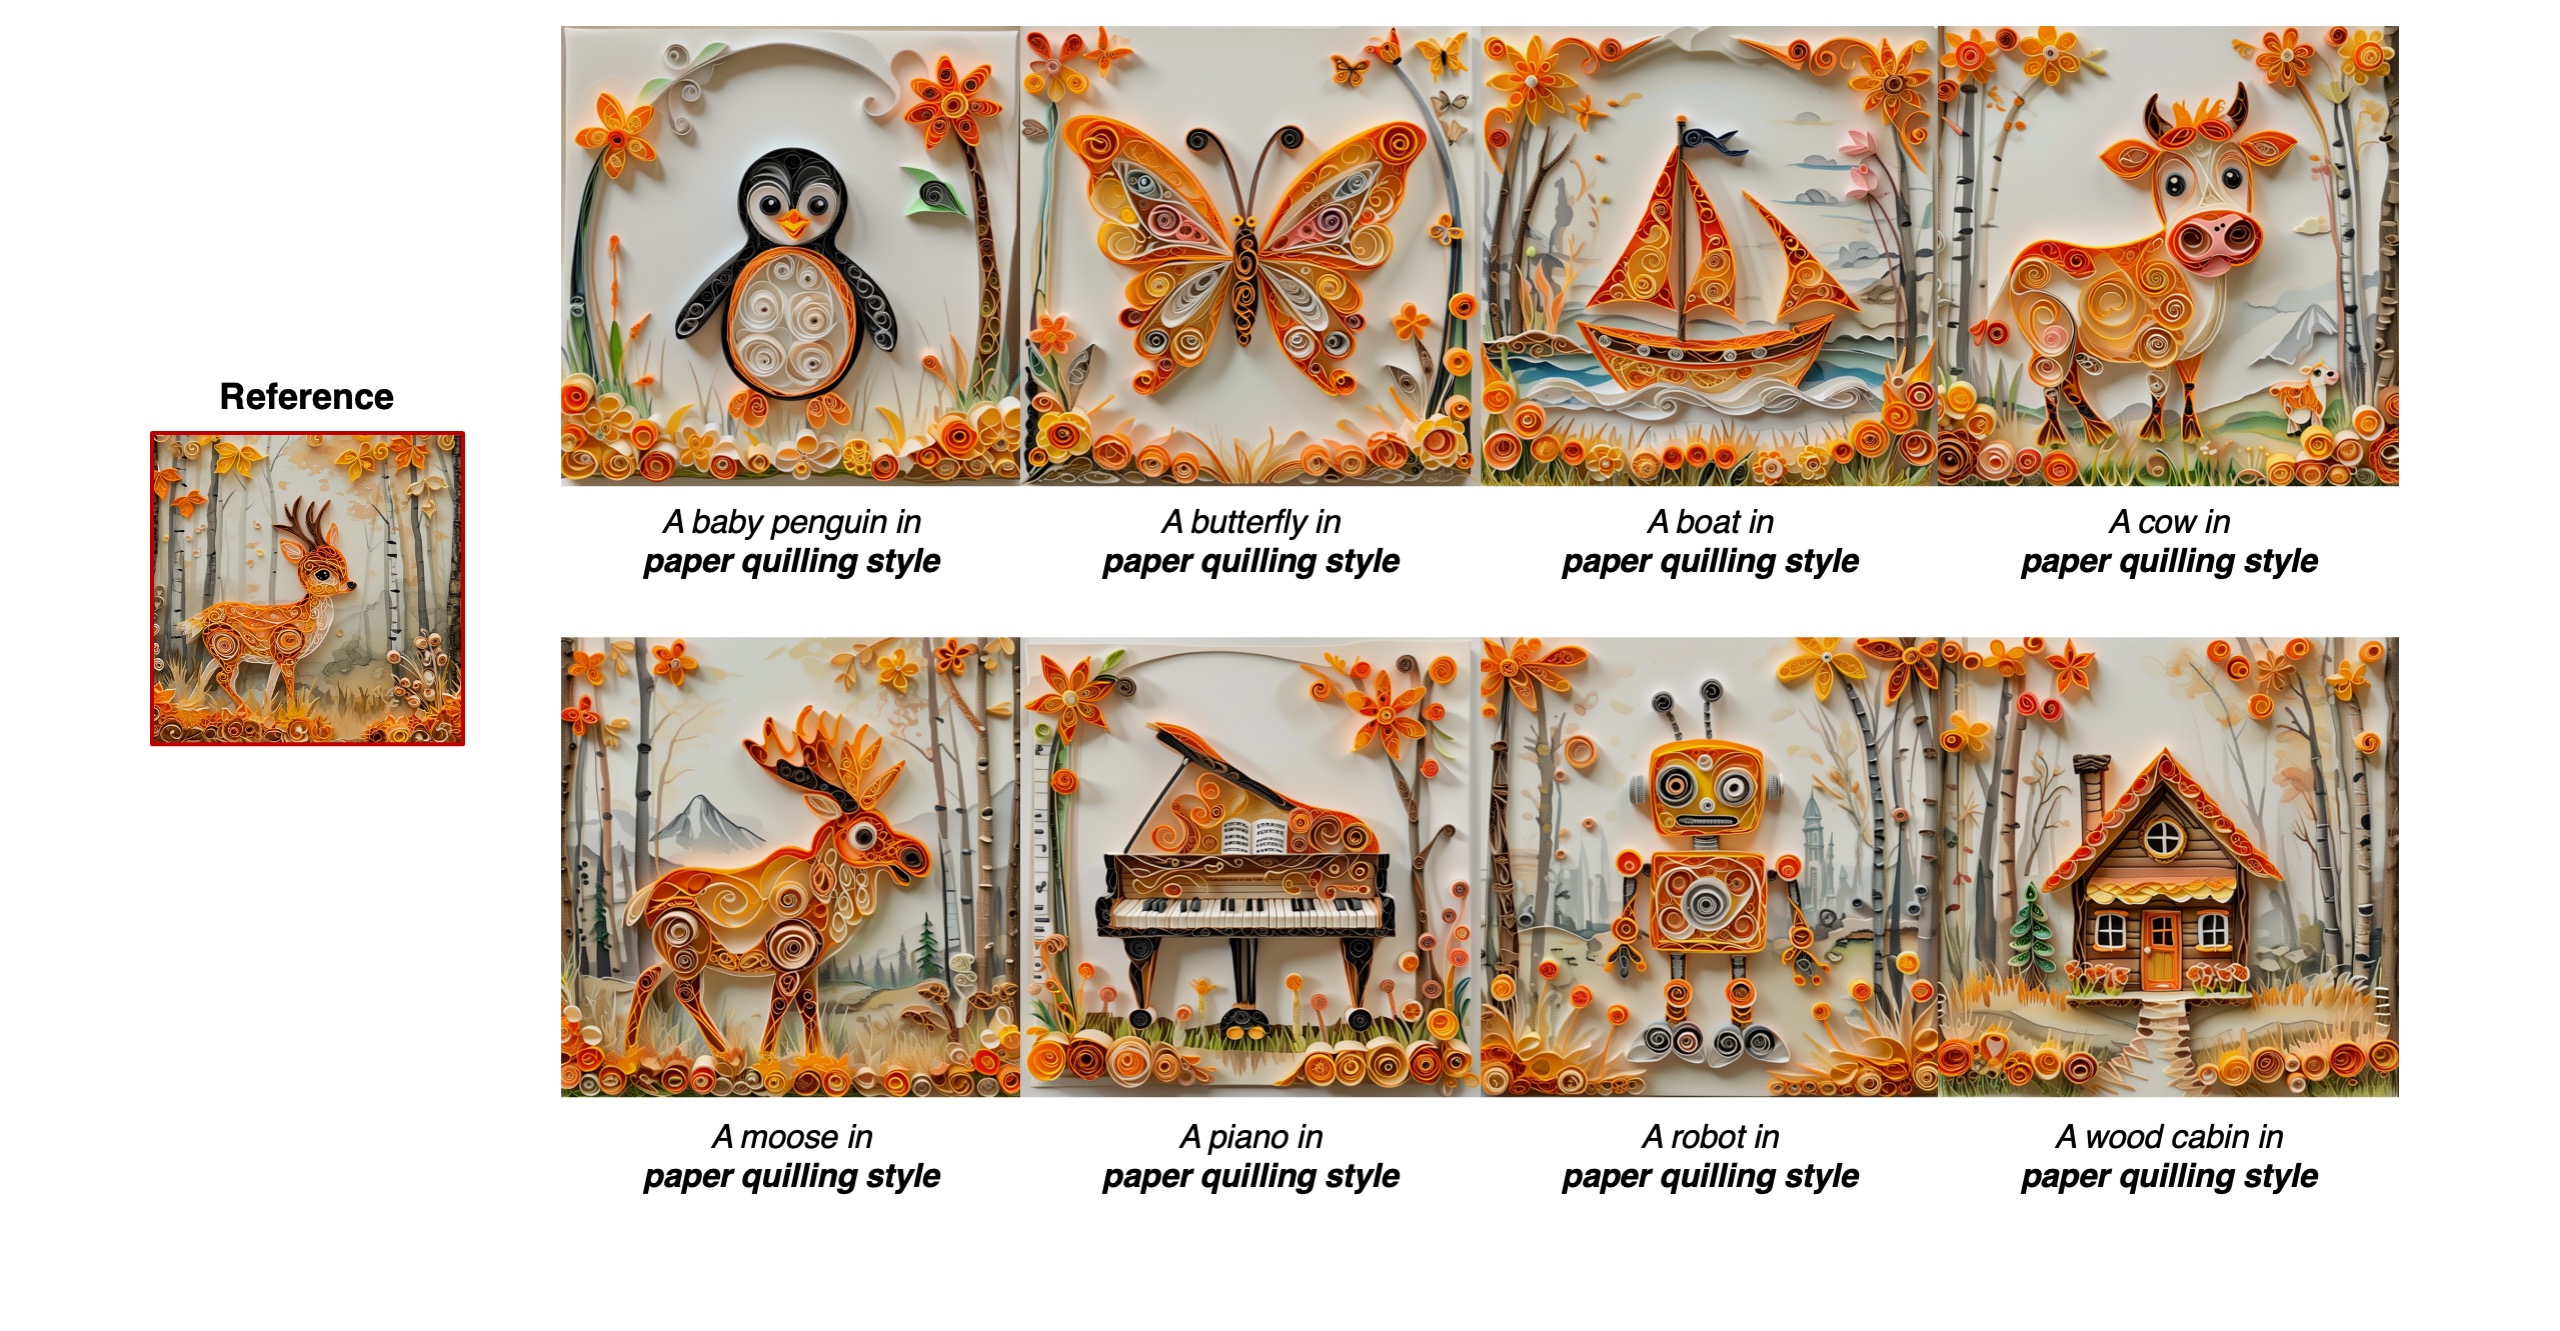 Reference
A baby penguin in
paper quilling style
A butterfly in
paper quilling style
A boat in
paper quilling style
A cow in
paper quilling style
A moose in
paper quilling style
A piano in
paper quilling style
A robot in
paper quilling style
A wood cabin in
paper quilling style